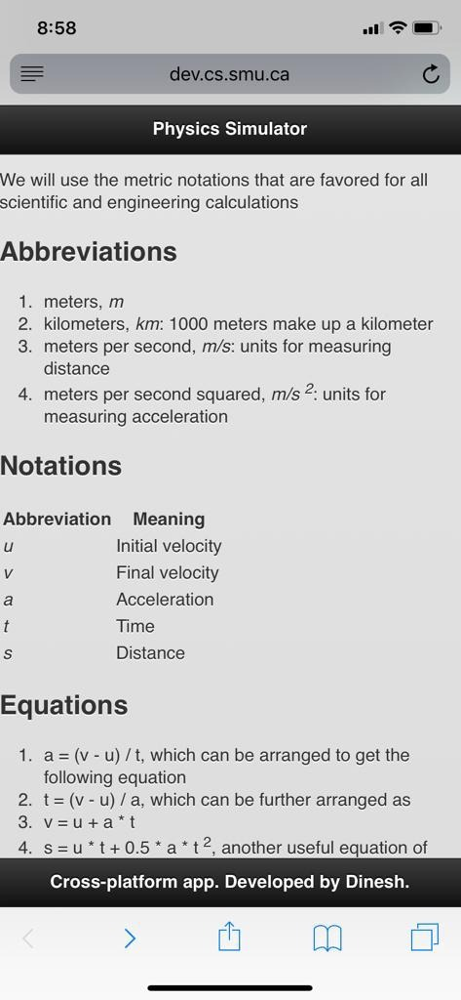 8:58
dev.cs.smu.ca
Physics Simulator
We will use the metric notations that are favored for all
scientific and engineering calculations
Abbreviations
1. meters, m
2. kilometers, km: 1000 meters make up a kilometer
3. meters per second, m/s: units for measuring
distance
4. meters per second squared, m/s ²: units for
measuring acceleration
Notations
Abbreviation Meaning
u Initial velocity
v Final velocity
a Acceleration
t Time
s Distance
Equations
1. a = (v - u) / t, which can be arranged to get the
following equation
2. t = (v - u) / a, which can be further arranged as
3. v = u + a * t
4. s = u * t + 0.5 * a * t ², another useful equation of
Cross-platform app. Developed by Dinesh.